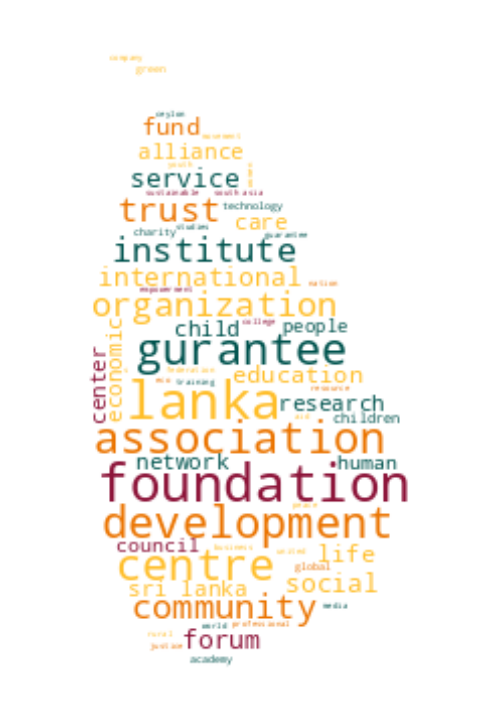 company
green
ceylon
fund movement
alliance
youth
service
sustainable south asia
trust technology
care
charity studies
guarantee
institute
international nation
empowerment
organization
child college people
gurantee
center economic
federation
education
training resource
lanka research
children
association
network human
foundation
peace
development
council business united
centre life
global
sri lanka social
community media
world professional
rural forum
justice
academy